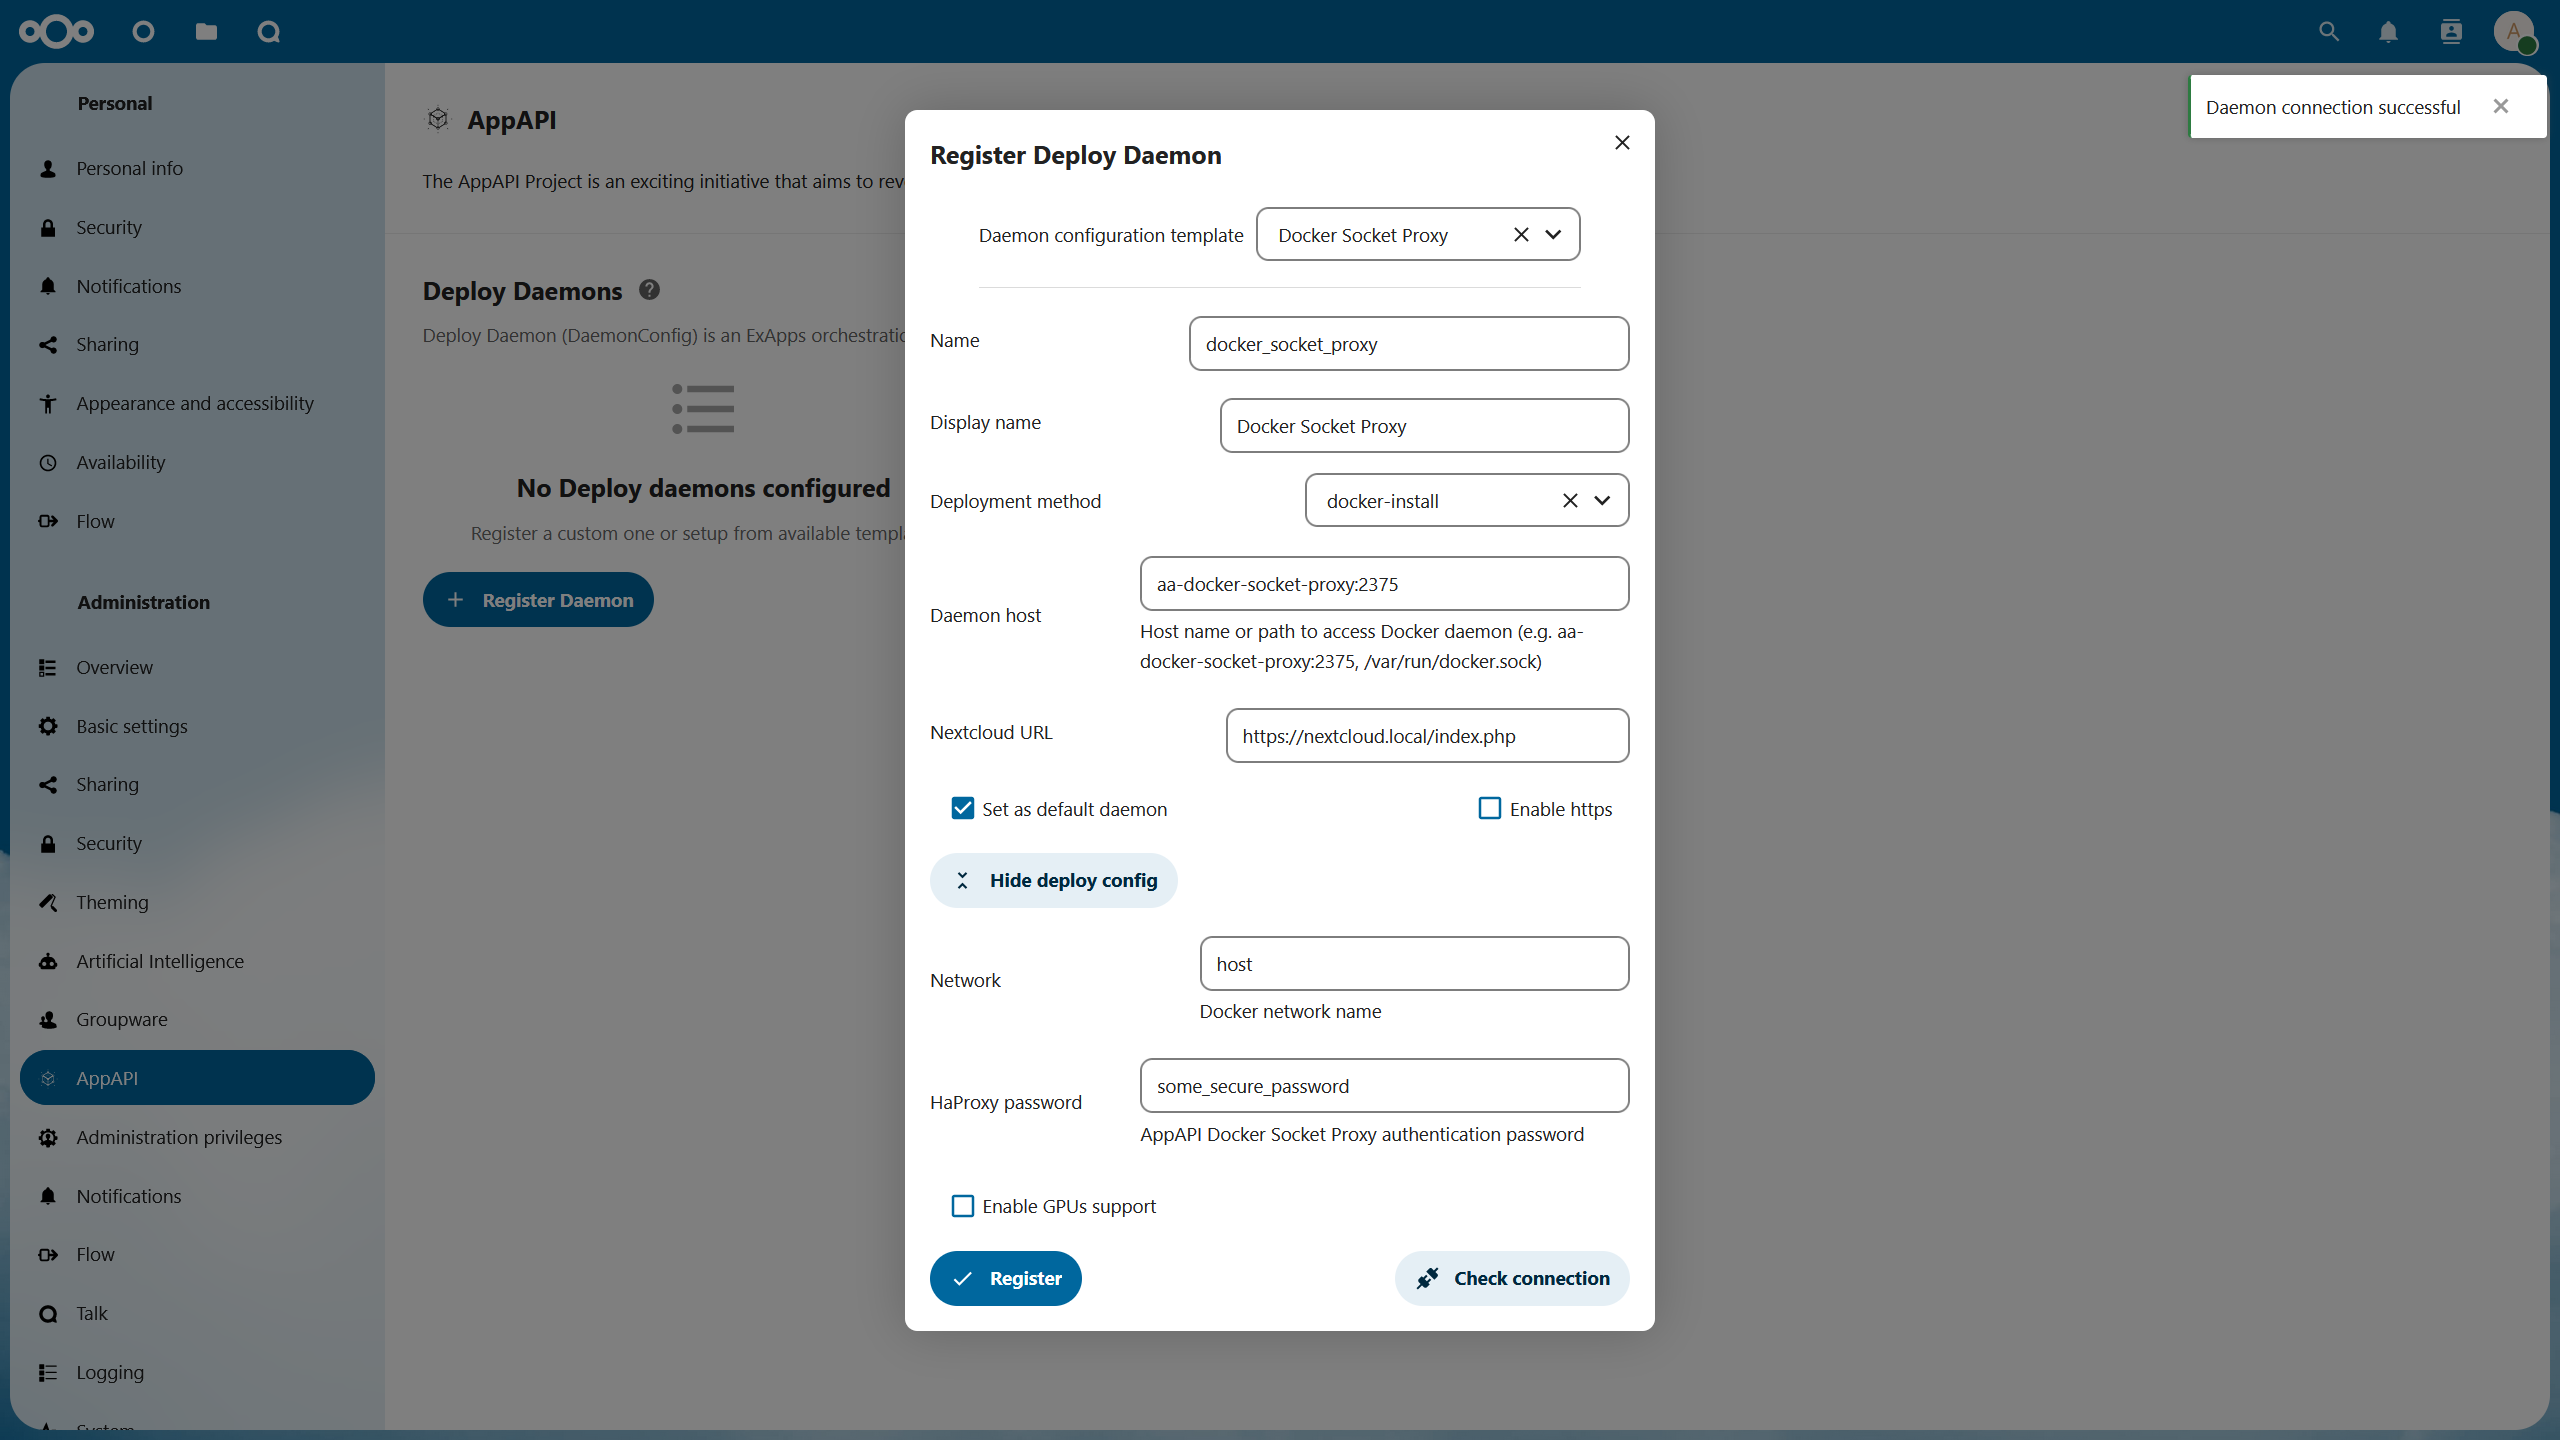 A
Daemon connection successful
Personal
Personal info
Security
Notifications
Sharing
Appearance and accessibility
Availability
Flow
Administration
Overview
Basic settings
Sharing
Security
Theming
Artificial Intelligence
Groupware
AppAPI
Administration privileges
Notifications
Flow
Talk
Logging
System
AppAPI
The AppAPI Project is an exciting initiative that aims to rev
Deploy Daemons
Deploy Daemon (DaemonConfig) is an ExApps orchestratio
No Deploy daemons configured
Register a custom one or setup from available templa
Register Daemon
Register Deploy Daemon
Daemon configuration template
Docker Socket Proxy
Name
docker_socket_proxy
Display name
Docker Socket Proxy
Deployment method
docker-install
Daemon host
aa-docker-socket-proxy:2375
Host name or path to access Docker daemon (e.g. aa-
docker-socket-proxy:2375, /var/run/docker.sock)
Nextcloud URL
https://nextcloud.local/index.php
Set as default daemon
Enable https
Hide deploy config
Network
host
Docker network name
HaProxy password
some_secure_password
AppAPI Docker Socket Proxy authentication password
Enable GPUs support
Register
Check connection